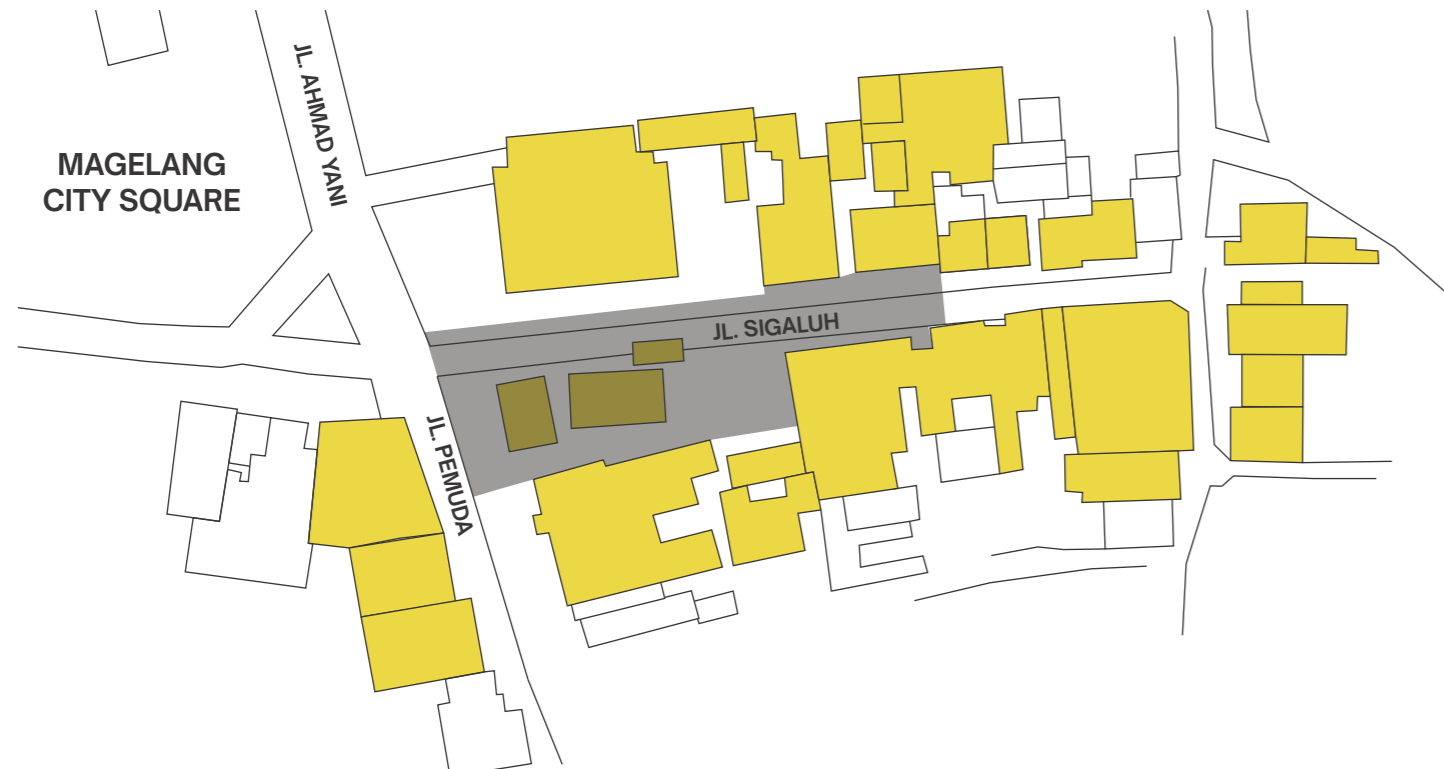 JL. AHMAD YANI
MAGELANG
CITY SQUARE
JL. SIGALUH
JL. PEMUDA